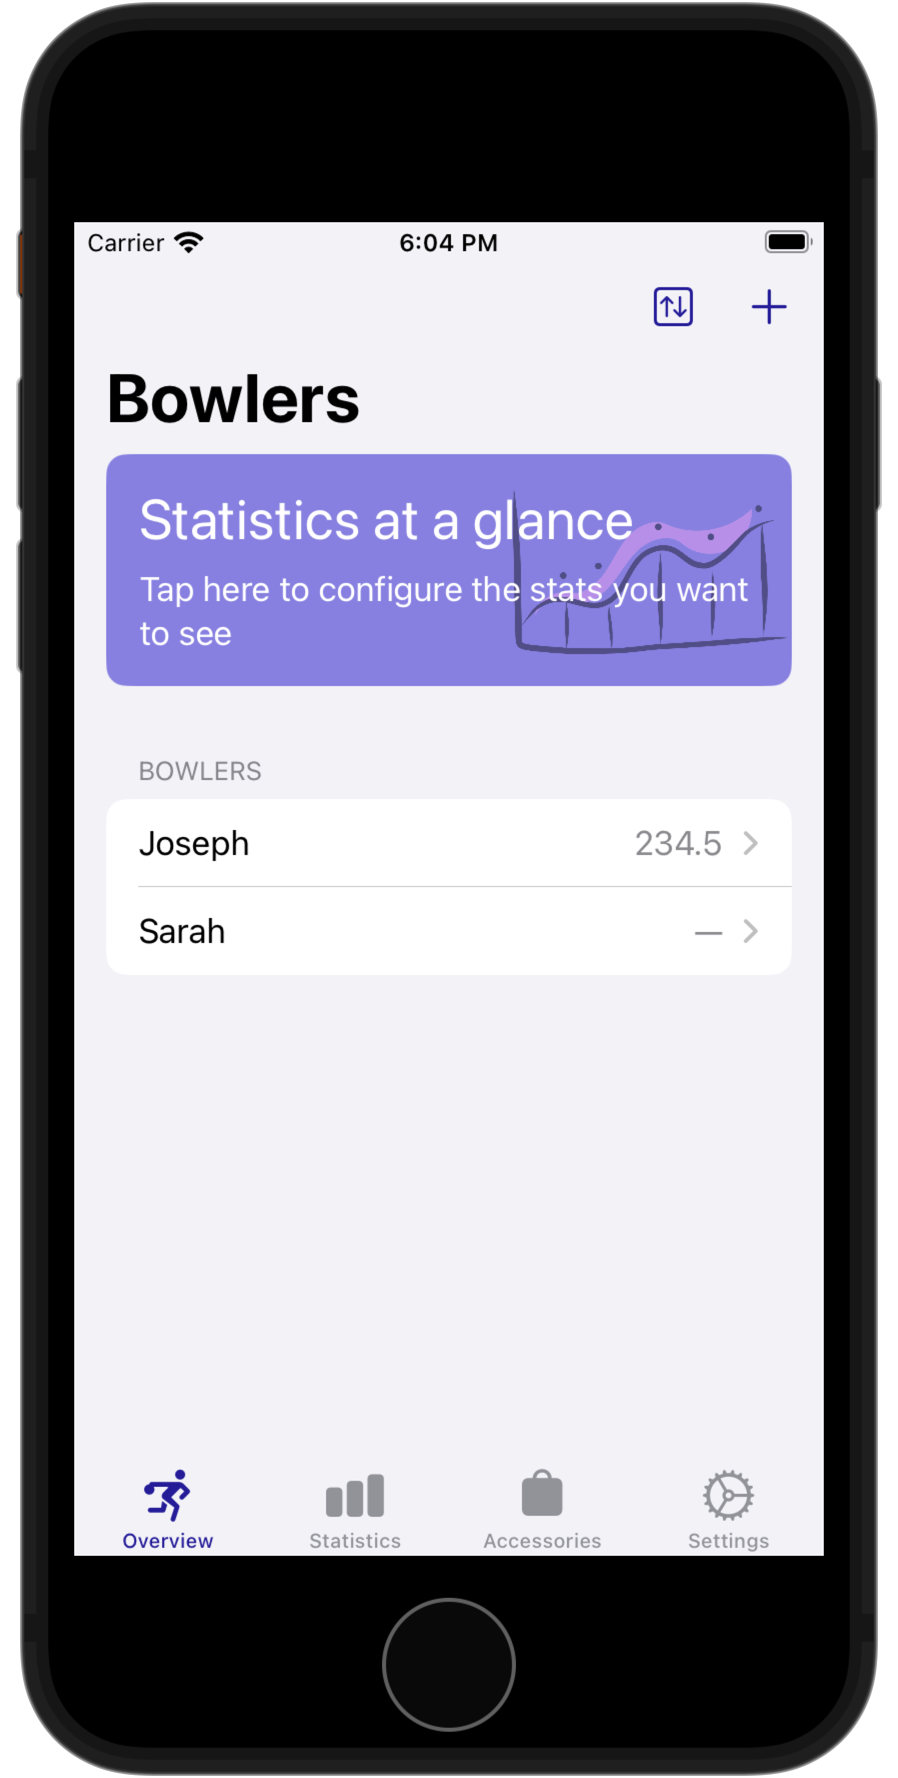 Carrier 6:04 PM
Bowlers
Statistics at a glance
Tap here to configure the stats you want
to see
BOWLERS
Joseph 234.5
Sarah —
Overview Statistics Accessories Settings